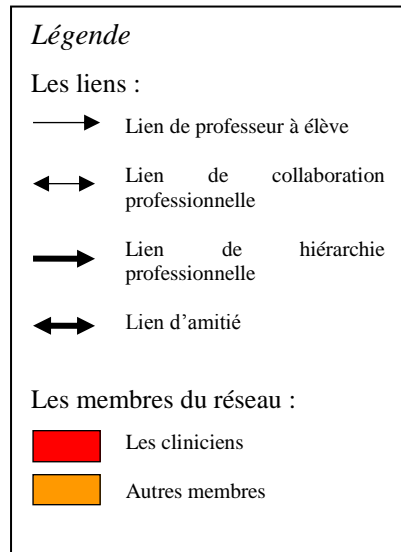 Légende
Les liens :
Lien de professeur à élève
Lien de collaboration
professionnelle
Lien de hiérarchie
professionnelle
Lien d'amitié
Les membres du réseau :
Les cliniciens
Autres membres